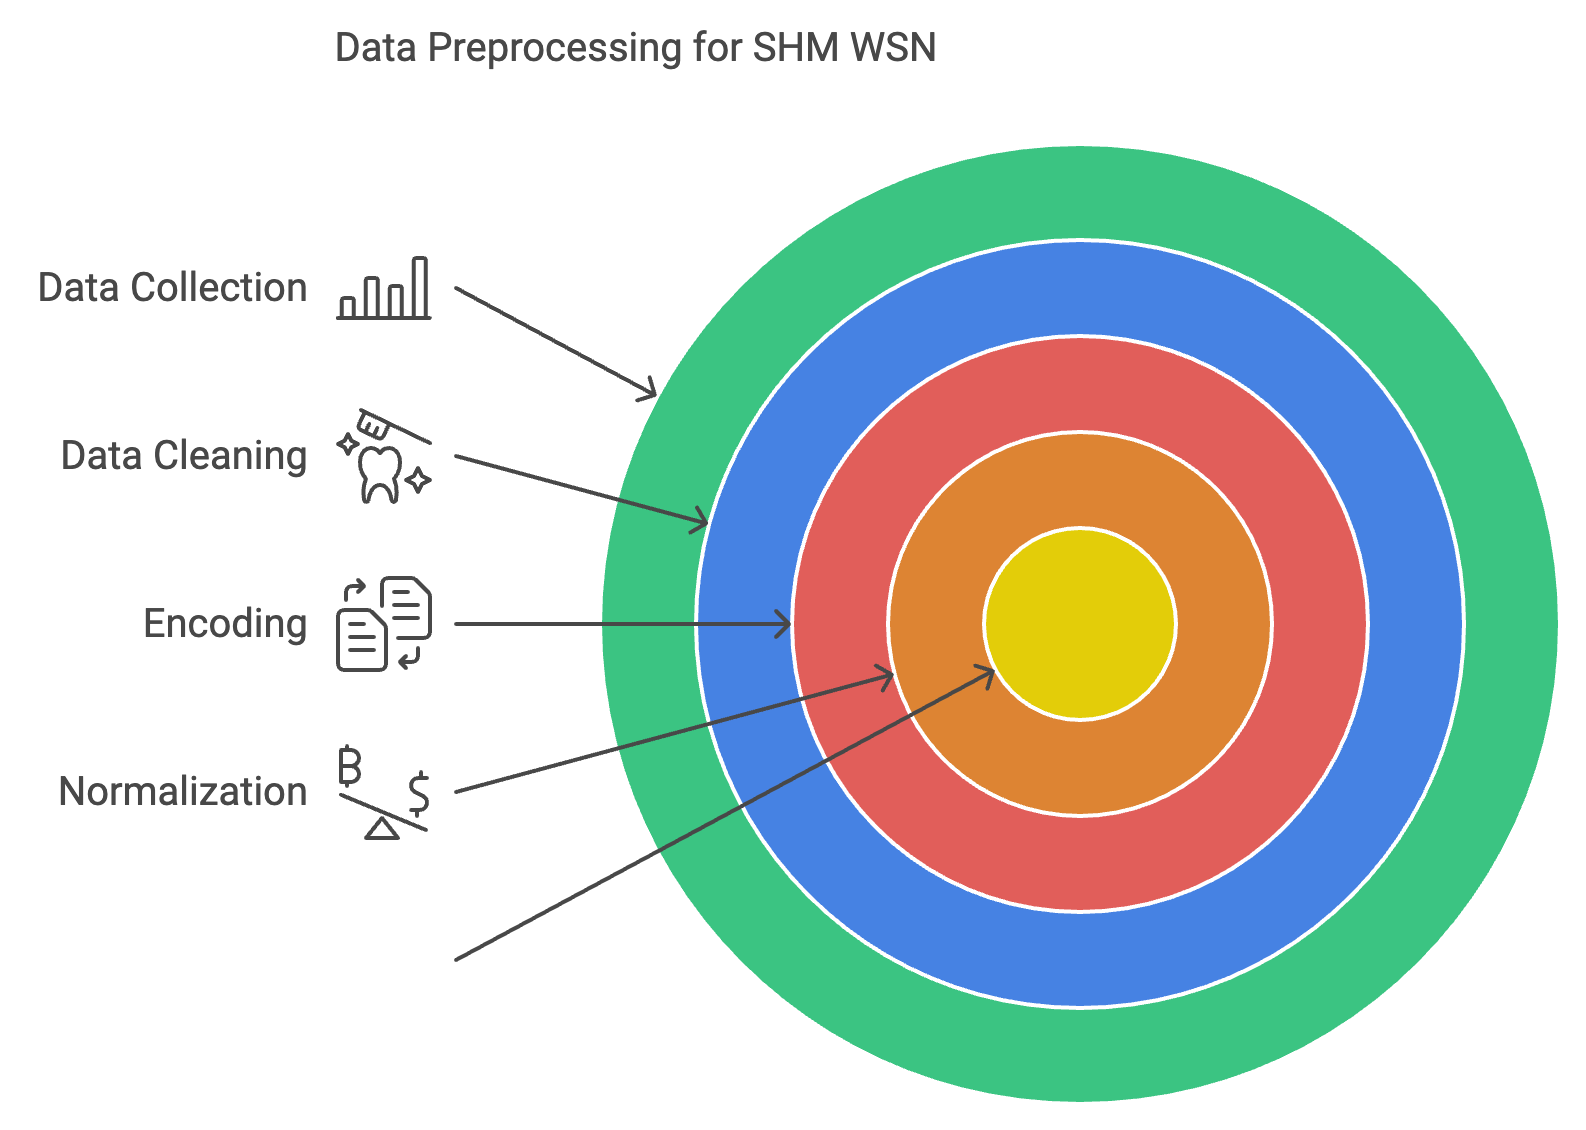 Data Preprocessing for SHM WSN
Data Collection
Data Cleaning
Encoding
Normalization